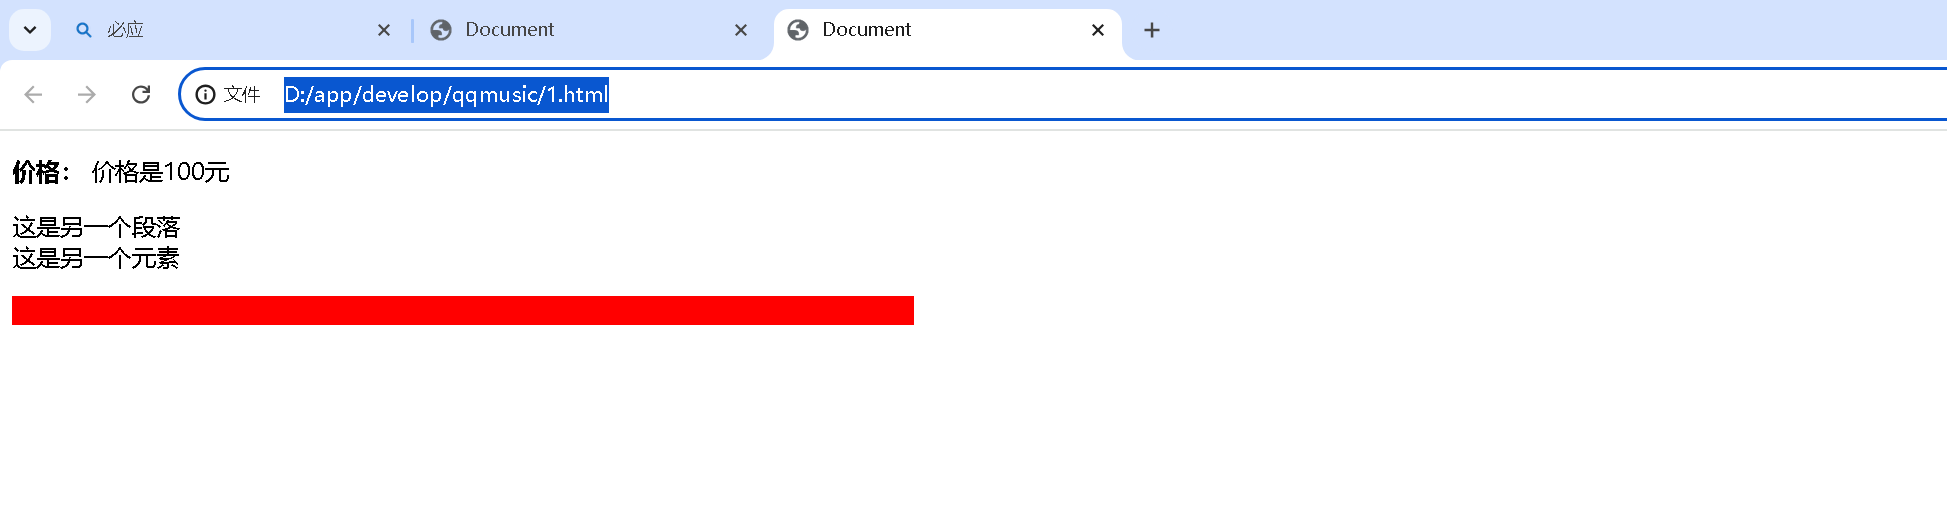 必应
Document
Document
文件 D:/app/develop/qqmusic/1.html
价格： 价格是100元
这是另一个段落
这是另一个元素